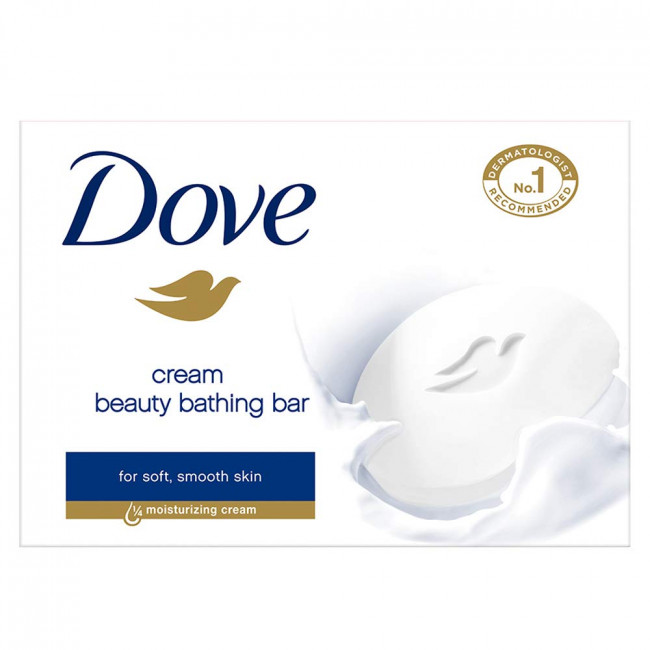 Dove
DERMATOLOGIST
No.1
RECOMMENDED
cream
beauty bathing bar
for soft, smooth skin
¼ moisturizing cream